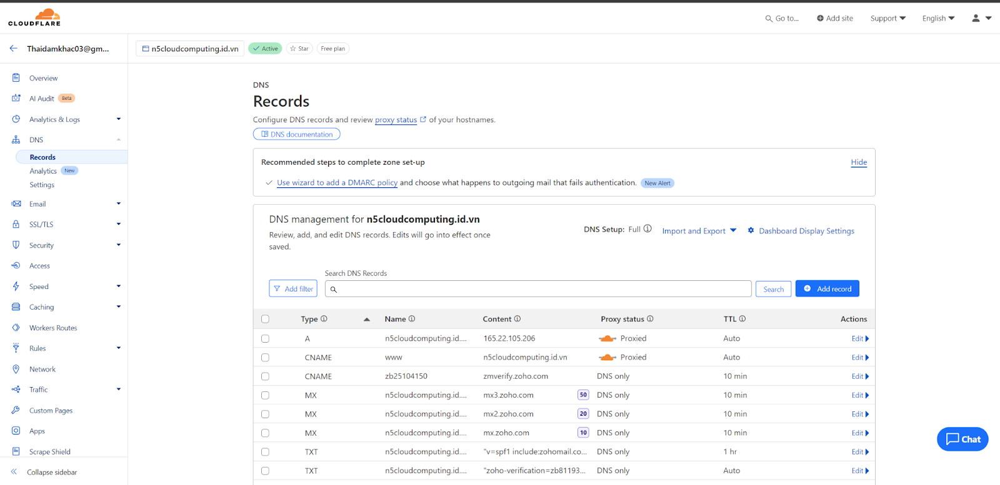 CLOUDFLARE
Go to...
Add site
Support
English
Thaidamkhac03@gm...
n5cloudcomputing.id.vn
Active
Star
Free plan
Overview
AI Audit Beta
Analytics & Logs
DNS
Records
Analytics New
Settings
Email
SSL/TLS
Security
Access
Speed
Caching
Workers Routes
Rules
Network
Traffic
Custom Pages
Apps
Scrape Shield
Collapse sidebar
DNS
Records
Configure DNS records and review proxy status of your hostnames.
DNS documentation
Recommended steps to complete zone set-up
Hide
Use wizard to add a DMARC policy and choose what happens to outgoing mail that fails authentication. New Alert
DNS management for n5cloudcomputing.id.vn
Review, add, and edit DNS records. Edits will go into effect once
saved.
DNS Setup: Full
Import and Export
Dashboard Display Settings
Search DNS Records
Add filter
Search
Add record
Type Name Content Proxy status TTL Actions
A n5cloudcomputing.id.... 165.22.105.206 Proxied Auto Edit
CNAME www n5cloudcomputing.id.vn Proxied Auto Edit
CNAME zb25104150 zmverify.zoho.com DNS only 10 min Edit
MX n5cloudcomputing.id.... mx3.zoho.com 50 DNS only 10 min Edit
MX n5cloudcomputing.id.... mx2.zoho.com 20 DNS only 10 min Edit
MX n5cloudcomputing.id.... mx.zoho.com 10 DNS only 10 min Edit
TXT n5cloudcomputing.id.... "v=spf1 include:zohomail.co... DNS only 1 hr Edit
TXT n5cloudcomputing.id.... "zoho-verification=zb81193... DNS only Auto Edit
Chat